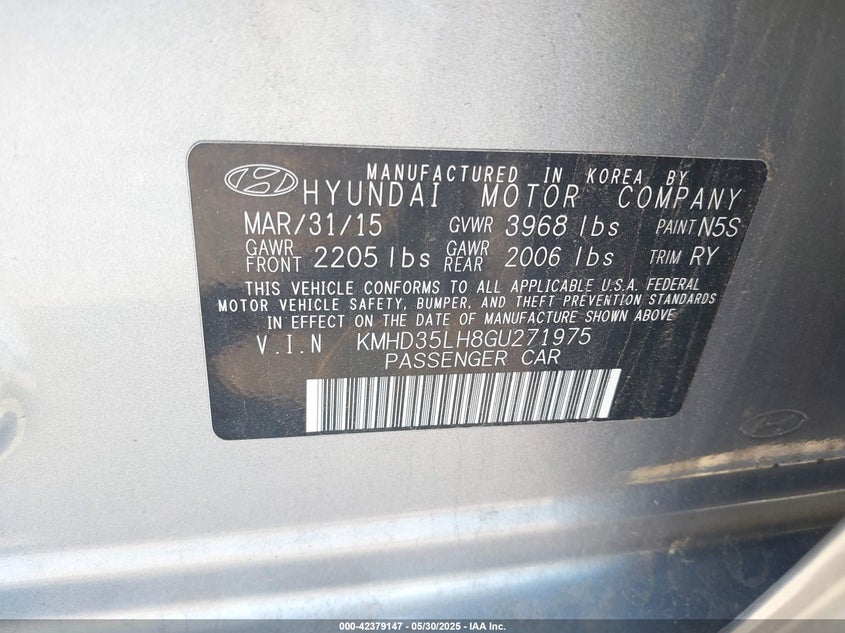 MANUFACTURED IN KOREA BY
HYUNDAI MOTOR COMPANY
MAR/31/15 GVWR 3968 lbs PAINT N5S
GAWR FRONT 2205 lbs GAWR REAR 2006 lbs TRIM RY
THIS VEHICLE CONFORMS TO ALL APPLICABLE U.S.A. FEDERAL
MOTOR VEHICLE SAFETY, BUMPER, AND THEFT PREVENTION STANDARDS
IN EFFECT ON THE DATE OF MANUFACTURE SHOWN ABOVE
V.I.N KMHD35LH8GU271975
PASSENGER CAR
000-42379147 - 05/30/2025 - IAA Inc.